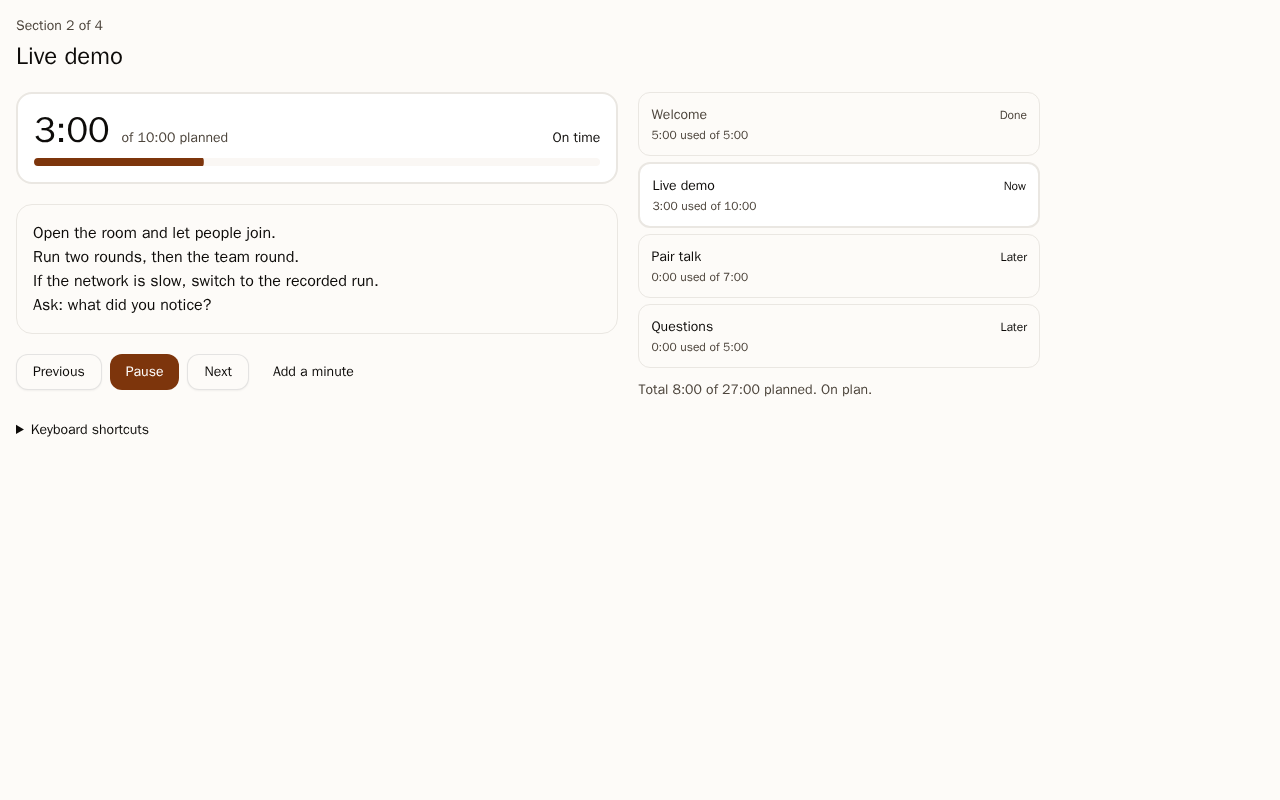 Section 2 of 4
Live demo
3:00 of 10:00 planned
On time
Open the room and let people join.
Run two rounds, then the team round.
If the network is slow, switch to the recorded run.
Ask: what did you notice?
Previous
Pause
Next
Add a minute
Keyboard shortcuts
Welcome
Done
5:00 used of 5:00
Live demo
Now
3:00 used of 10:00
Pair talk
Later
0:00 used of 7:00
Questions
Later
0:00 used of 5:00
Total 8:00 of 27:00 planned. On plan.